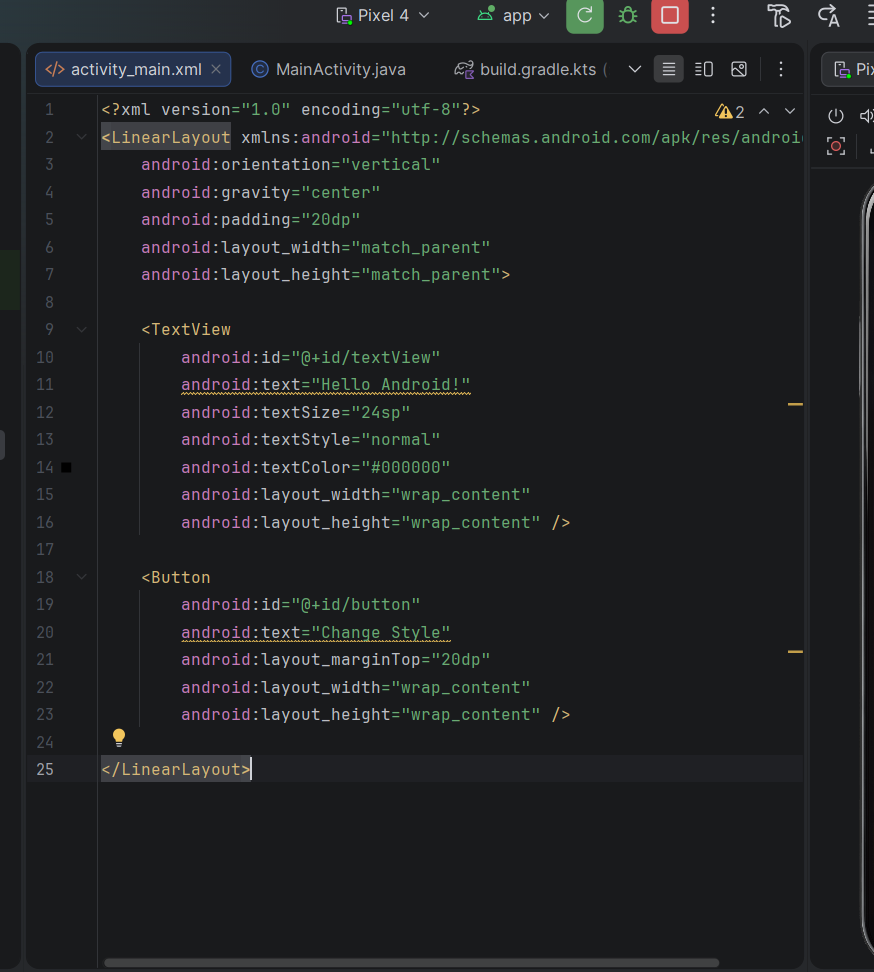 Pixel 4 app
activity_main.xml MainActivity.java build.gradle.kts (
Pi
1 <?xml version="1.0" encoding="utf-8"?>
2
2 <LinearLayout xmlns:android="http://schemas.android.com/apk/res/androi
3 android:orientation="vertical"
4 android:gravity="center"
5 android:padding="20dp"
6 android:layout_width="match_parent"
7 android:layout_height="match_parent">
8
9 <TextView
10 android:id="@+id/textView"
11 android:text="Hello Android!"
12 android:textSize="24sp"
13 android:textStyle="normal"
14 android:textColor="#000000"
15 android:layout_width="wrap_content"
16 android:layout_height="wrap_content" />
17
18 <Button
19 android:id="@+id/button"
20 android:text="Change Style"
21 android:layout_marginTop="20dp"
22 android:layout_width="wrap_content"
23 android:layout_height="wrap_content" />
24
25 </LinearLayout>